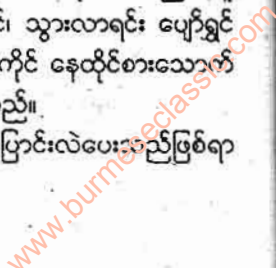 သွားလာရင်း ပျော်ရွှင်
ကိုင် နေထိုင်စားသောက်
သည်။
ပြောင်းလဲပေးသည်ဖြစ်ရာ
www.burmeseclassic